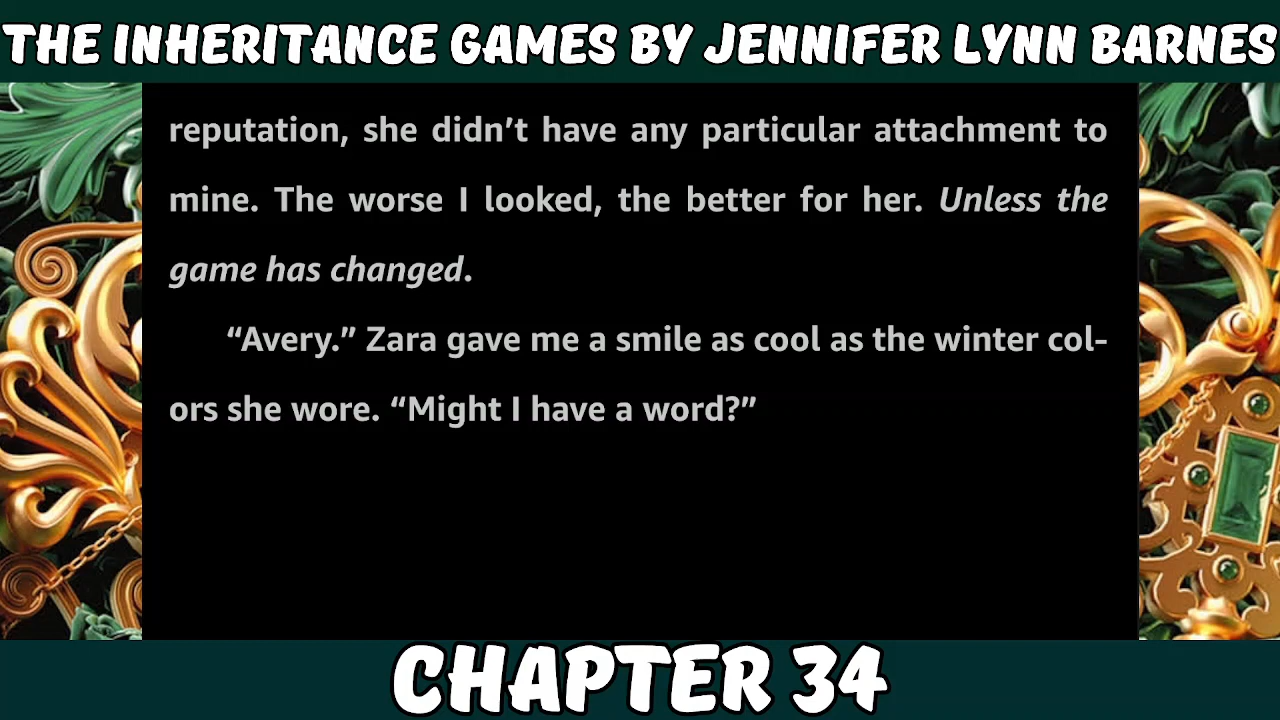 THE INHERITANCE GAMES BY JENNIFER LYNN BARNES
reputation, she didn’t have any particular attachment to
mine. The worse I looked, the better for her. Unless the
game has changed.
“Avery.” Zara gave me a smile as cool as the winter col-
ors she wore. “Might I have a word?”
CHAPTER 34